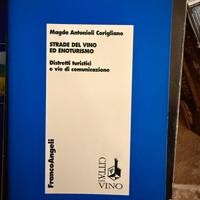 Magda Antonioli Corigliano
STRADE DEL VINO
ED ENOTURISMO
Distretti turistici
e vie di comunicazione
FrancoAngeli
CITTÀ DEL
VINO